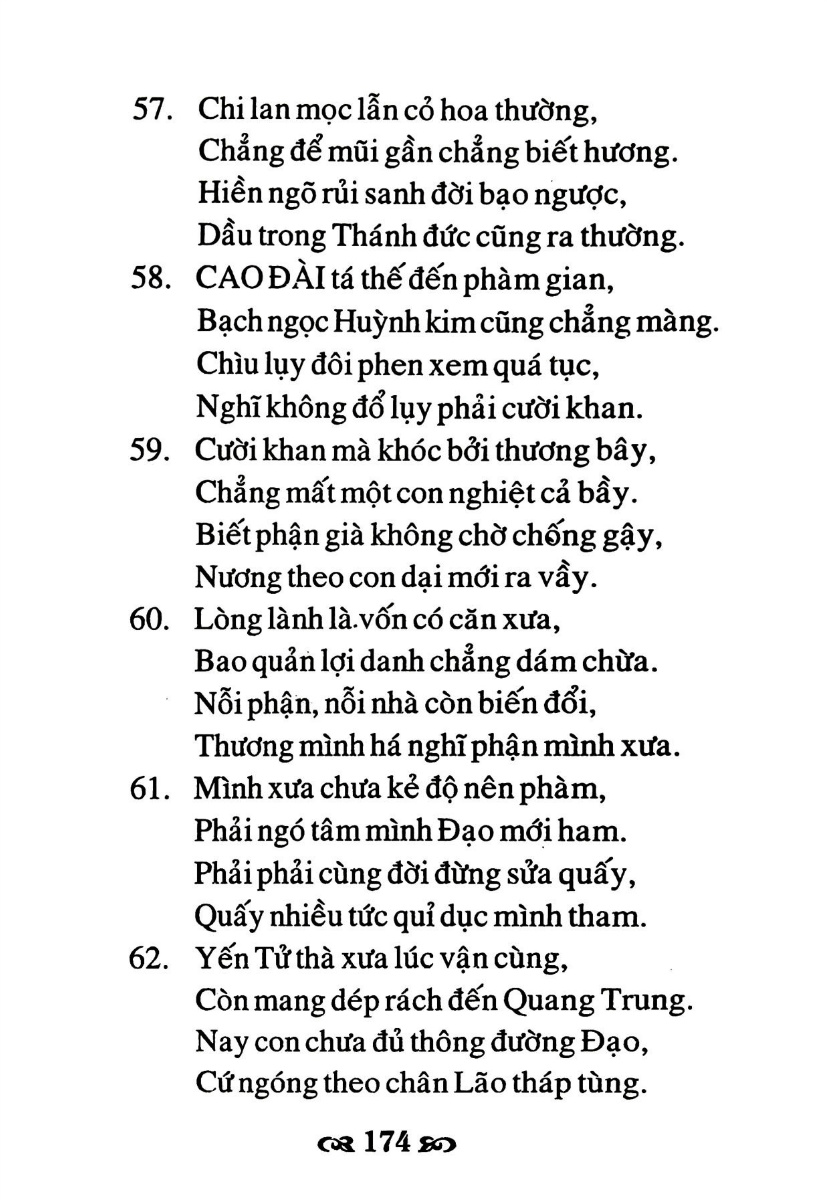 57. Chi lan mọc lẫn cỏ hoa thường,
Chẳng để mũi gần chẳng biết hương.
Hiền ngõ rủi sanh đời bạo ngược,
Dầu trong Thánh đức cũng ra thường.
58. CAO ĐÀI tá thế đến phàm gian,
Bạch ngọc Huỳnh kim cũng chẳng màng.
Chìu lụy đôi phen xem quá tục,
Nghĩ không đổ lụy phải cười khan.
59. Cười khan mà khóc bởi thương bây,
Chẳng mất một con nghiệt cả bầy.
Biết phận già không chờ chống gậy,
Nương theo con dại mới ra vầy.
60. Lòng lành là vốn có căn xưa,
Bao quản lợi danh chẳng dám chừa.
Nỗi phận, nỗi nhà còn biến đổi,
Thương mình há nghĩ phận mình xưa.
61. Mình xưa chưa kẻ độ nên phàm,
Phải ngó tâm mình Đạo mới ham.
Phải phải cùng đời đừng sửa quấy,
Quấy nhiều tức quỉ dục mình tham.
62. Yến Tử thà xưa lúc vận cùng,
Còn mang dép rách đến Quang Trung.
Nay con chưa đủ thông đường Đạo,
Cứ ngóng theo chân Lão tháp tùng.
174